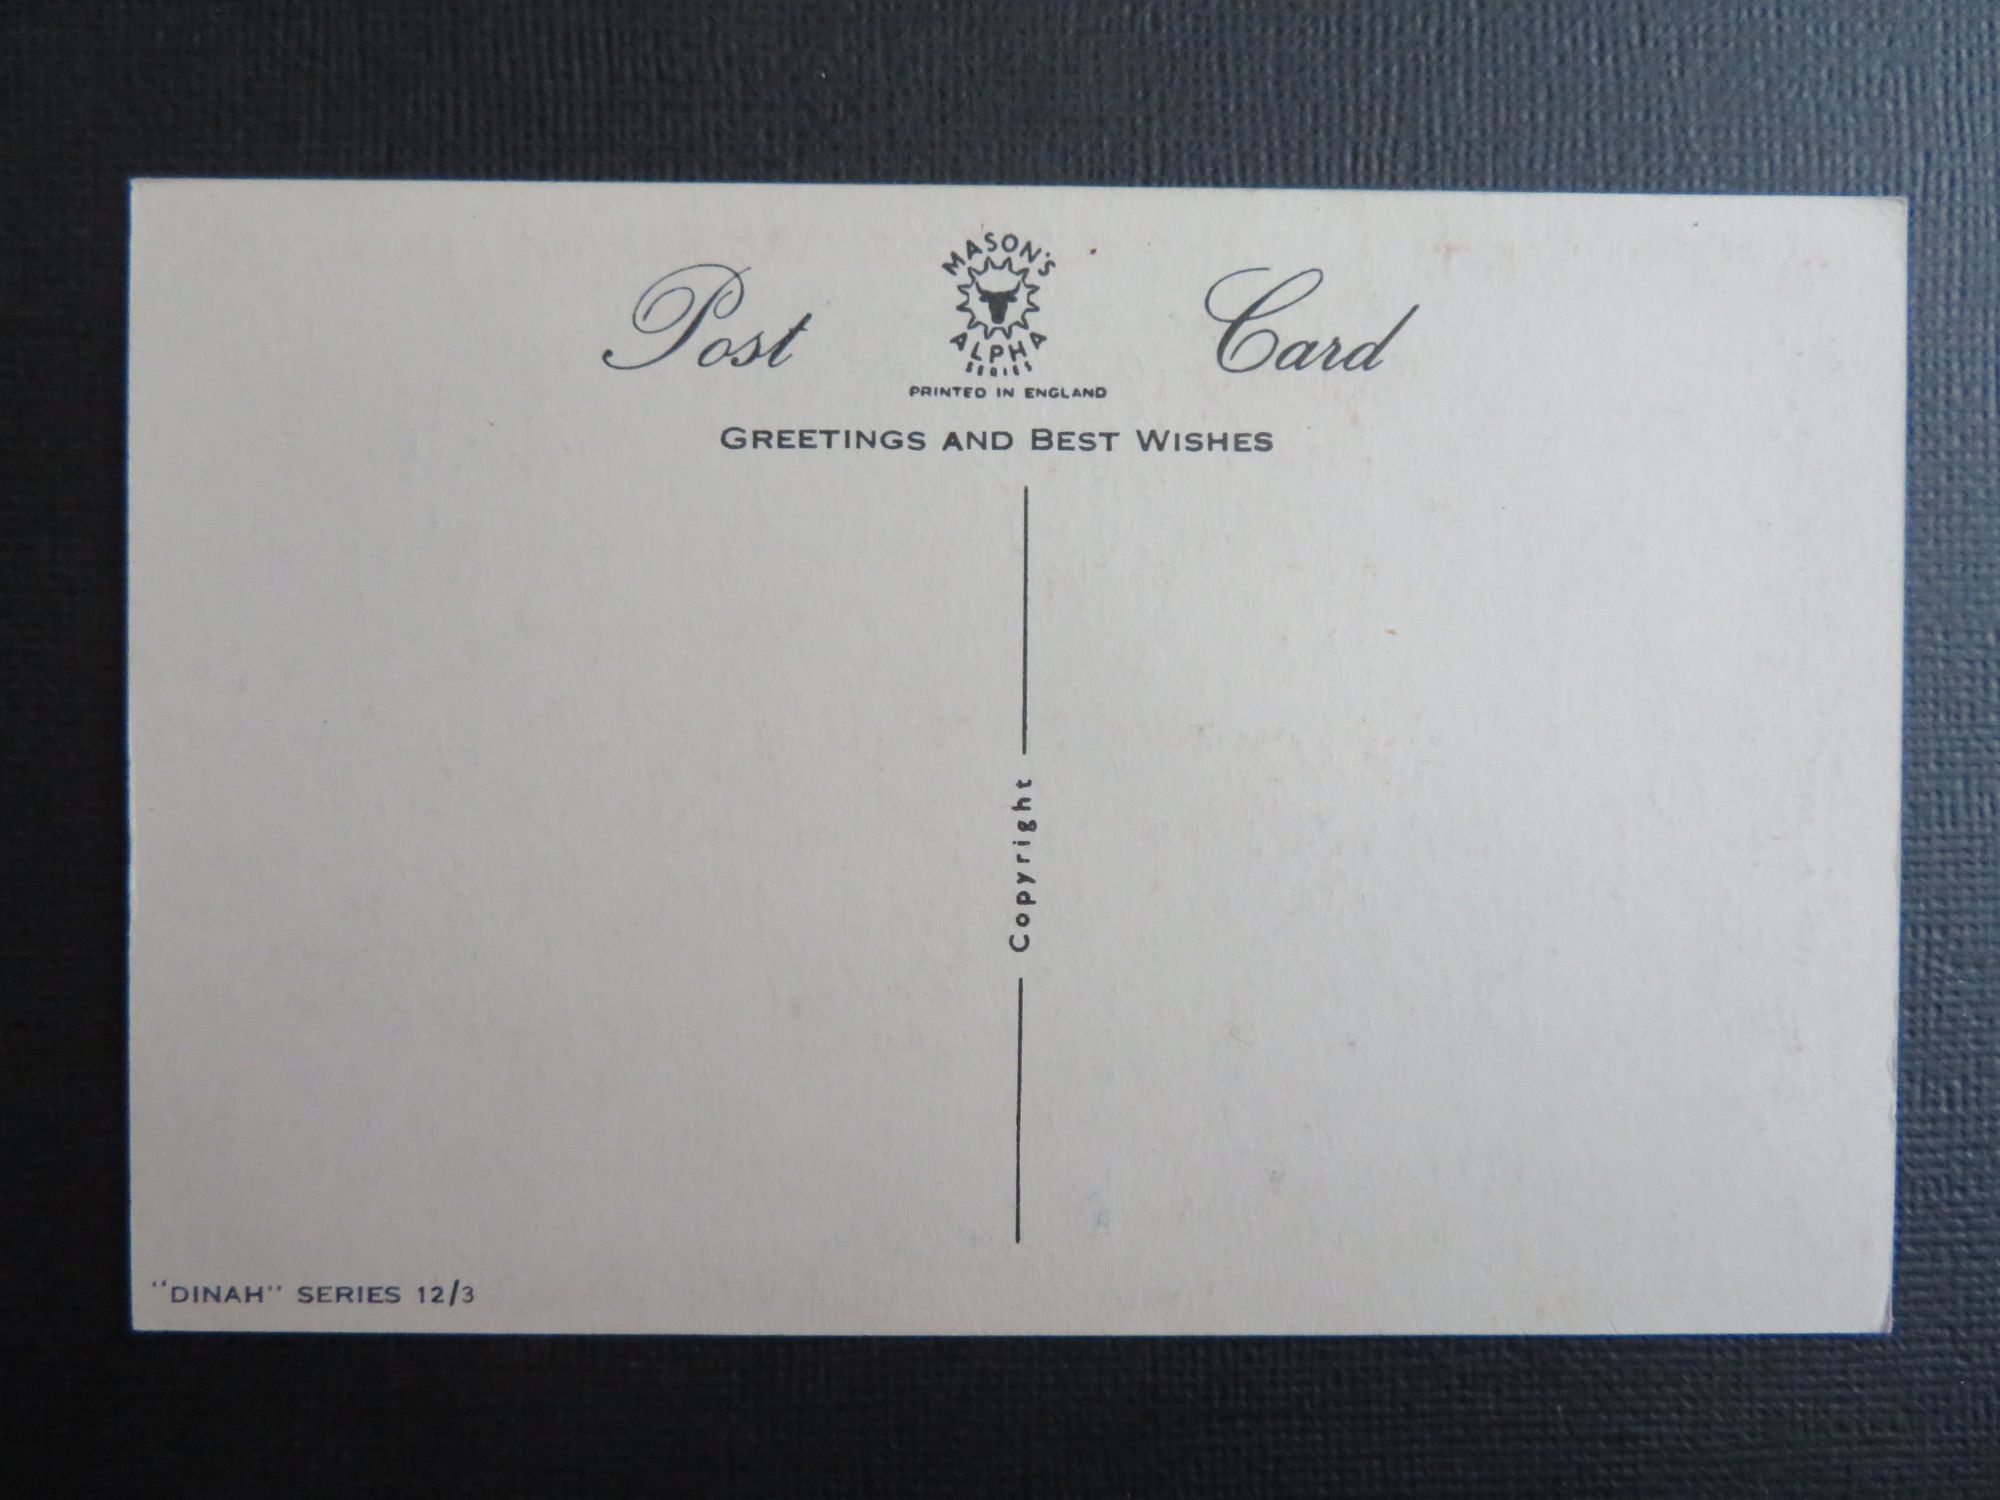 Post Card
MASON'S
ALPHA
SERIES
PRINTED IN ENGLAND
GREETINGS AND BEST WISHES
Copyright
"DINAH" SERIES 12/3